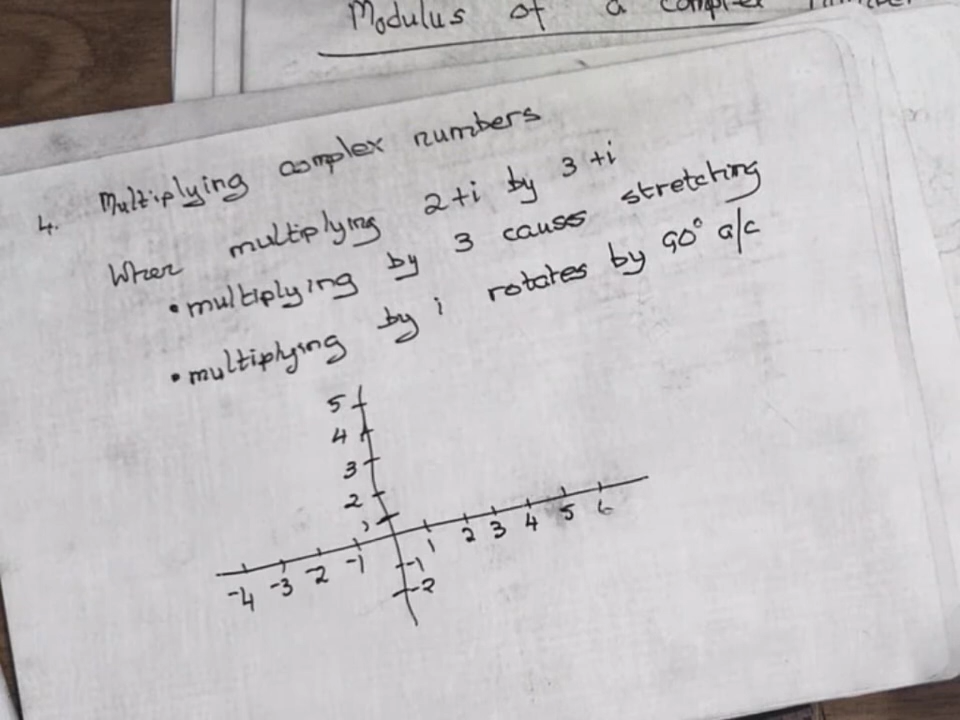 Modulus of a complex number
4. Multiplying complex numbers
When multiplying 2+i by 3+i
• multiplying by 3 causes stretching
• multiplying by i rotates by 90° a/c
5
4
3
2
1
-4 -3 -2 -1 1 2 3 4 5 6
-1
-2